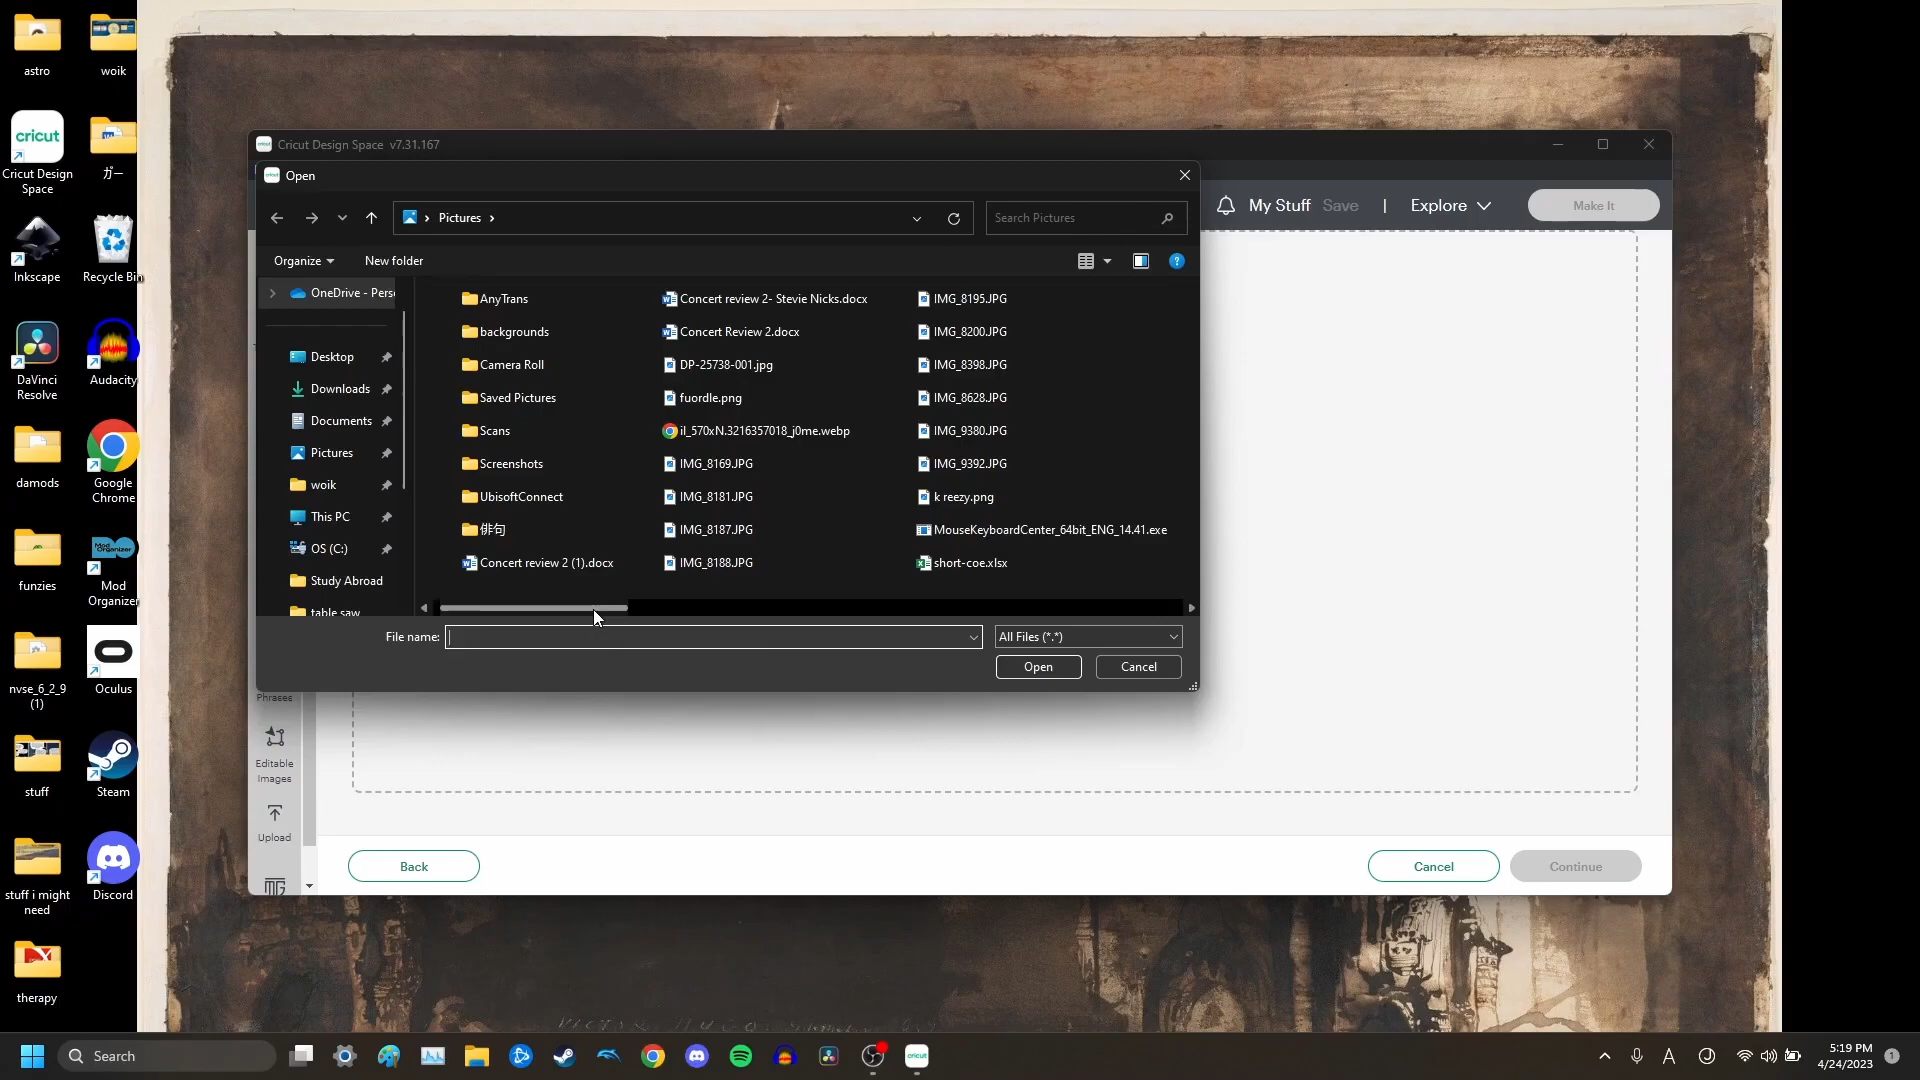 astro
woik
cricut
Cricut Design
Space
ガー
Inkscape
Recycle Bin
DaVinci
Resolve
Audacity
damods
Google
Chrome
funzies
Mod Organizer
Mod
Organizer
nvse_6_2_9
(1)
Oculus
stuff
Steam
stuff i might
need
Discord
therapy
Cricut Design Space v7.31.167
My Stuff
Save
|
Explore
Make It
Open
Pictures
Search Pictures
Organize
New folder
OneDrive - Pers
Desktop
Downloads
Documents
Pictures
woik
This PC
OS (C:)
Study Abroad
table saw
AnyTrans
backgrounds
Camera Roll
Saved Pictures
Scans
Screenshots
UbisoftConnect
俳句
Concert review 2 (1).docx
Concert review 2- Stevie Nicks.docx
Concert Review 2.docx
DP-25738-001.jpg
fuordle.png
il_570xN.3216357018_j0me.webp
IMG_8169.JPG
IMG_8181.JPG
IMG_8187.JPG
IMG_8188.JPG
IMG_8195.JPG
IMG_8200.JPG
IMG_8398.JPG
IMG_8628.JPG
IMG_9380.JPG
IMG_9392.JPG
k reezy.png
MouseKeyboardCenter_64bit_ENG_14.41.exe
short-coe.xlsx
File name:
All Files (*.*)
Open
Cancel
Phrases
Editable
Images
Upload
Back
Cancel
Continue
Search
cricut
A
5:19 PM
4/24/2023
1